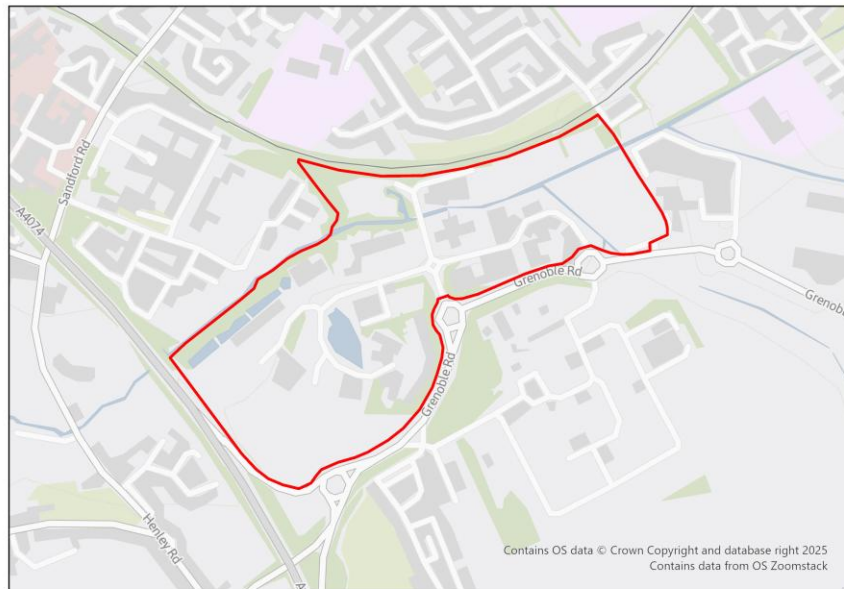 Sandford Rd
A4074
Grenoble Rd
Grenoble
Grenoble Rd
Henley Rd
A
Contains OS data © Crown Copyright and database right 2025
Contains data from OS Zoomstack